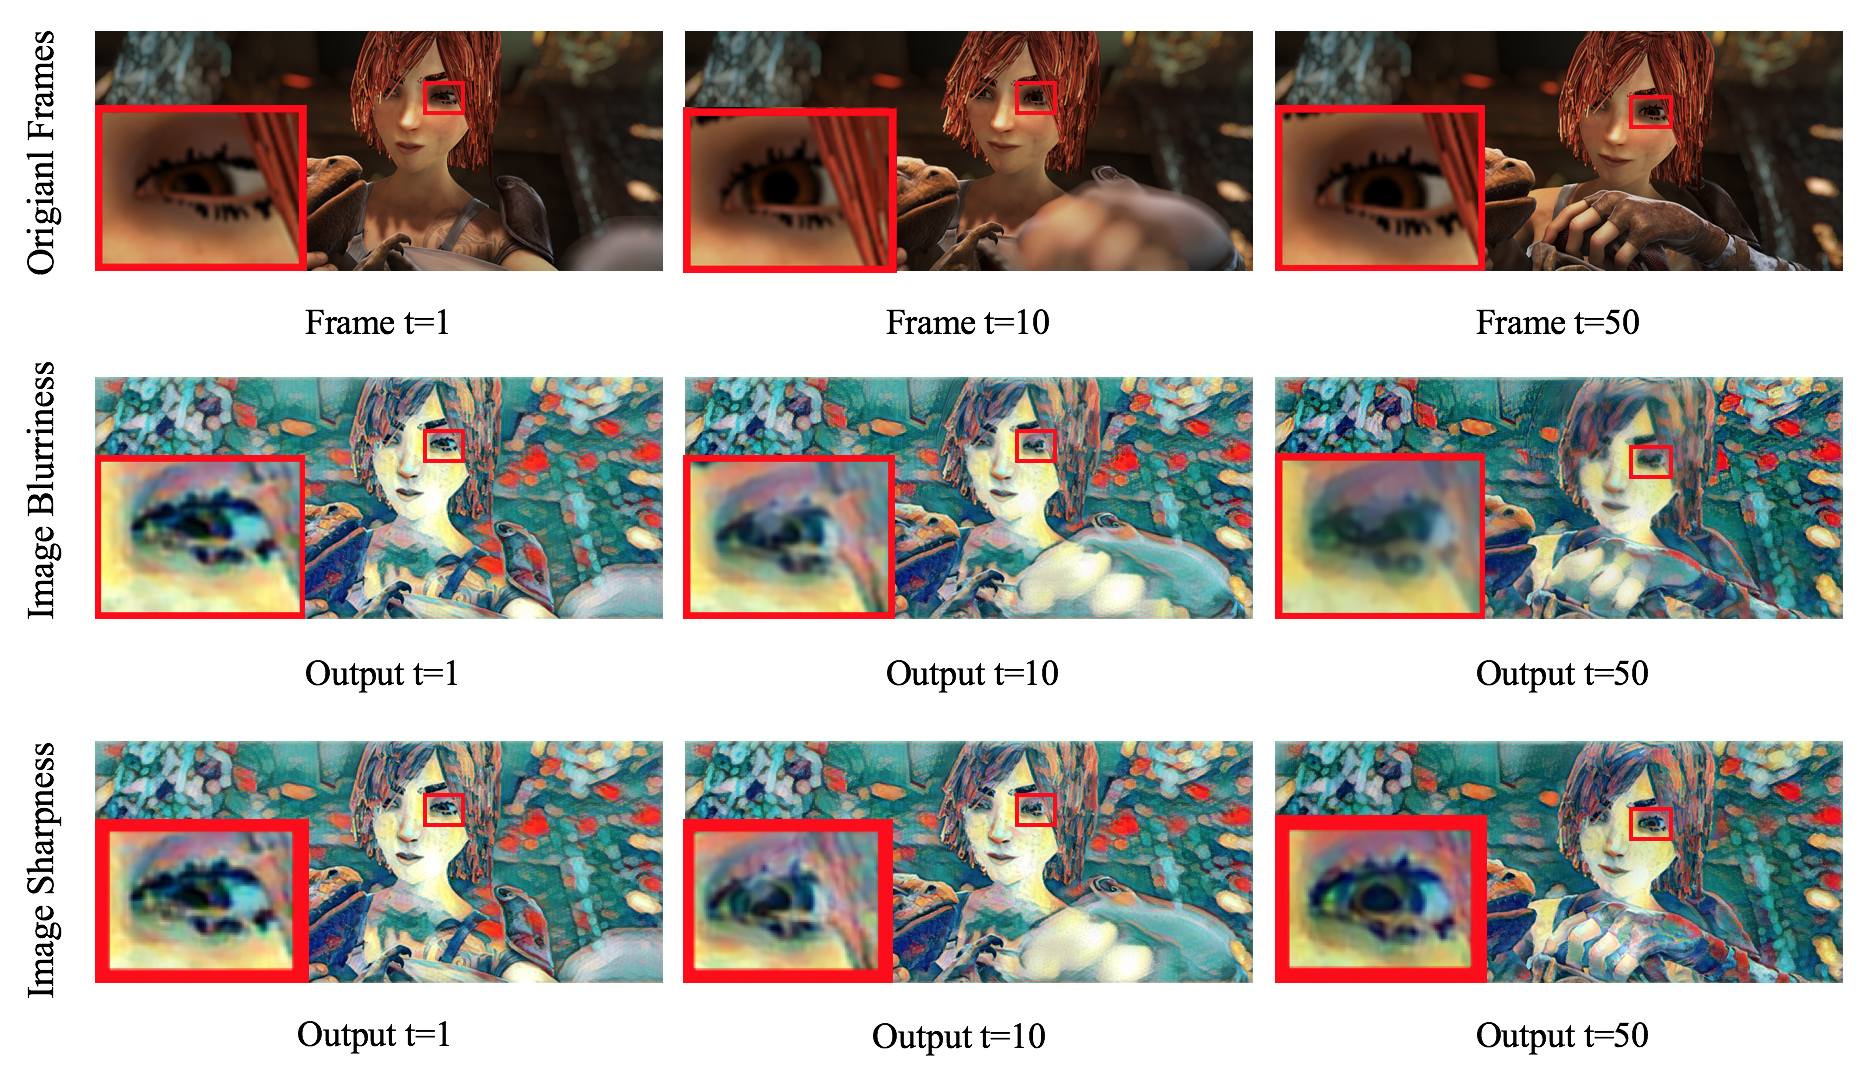 Origianl Frames
Frame t=1
Frame t=10
Frame t=50
Image Blurriness
Output t=1
Output t=10
Output t=50
Image Sharpness
Output t=1
Output t=10
Output t=50